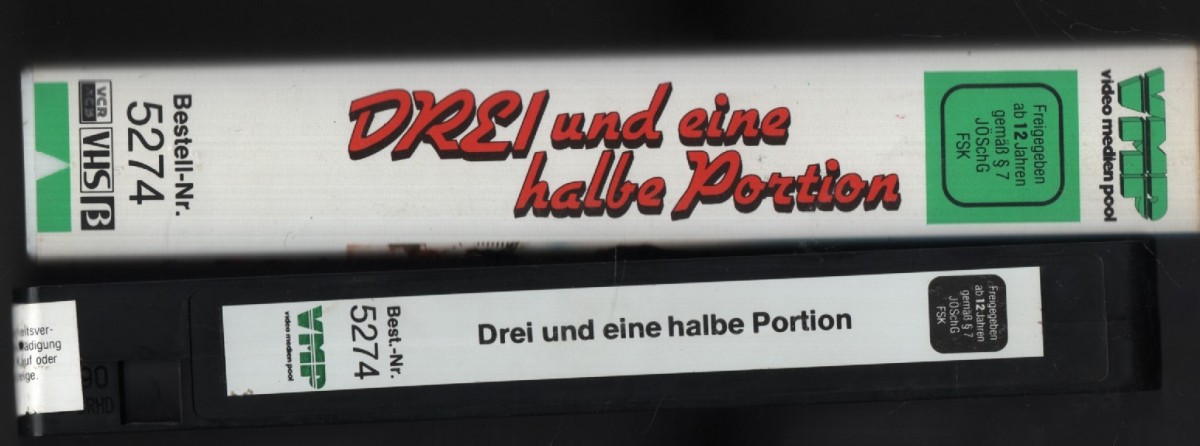 VCR
VHS β
Bestell-Nr.
5274
DREI und eine
halbe Portion
Freigegeben
ab 12 Jahren
gemäß § 7
JÖSchG
FSK
VMP
video medien pool
90
VMP
video medien pool
Best.-Nr.
5274
Drei und eine halbe Portion
Freigegeben
ab 12 Jahren
gemäß § 7
JÖSchG
FSK
oder